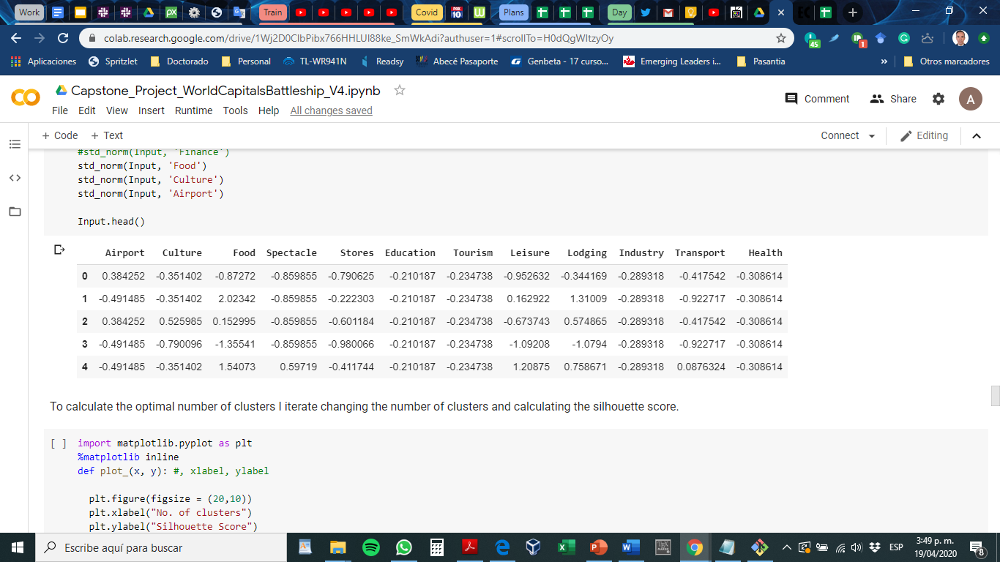 Work Train Covid FOX 10 Plans Day
colab.research.google.com/drive/1Wj2D0CIbPibx766HHLUI88ke_SmWkAdi?authuser=1#scrollTo=H0dQgWltzyOy 45 1
Aplicaciones Spritzlet Doctorado Personal TL-WR941N Readsy Abecé Pasaporte Genbeta - 17 curso... Emerging Leaders i... Pasantia » Otros marcadores
CO Capstone_Project_WorldCapitalsBattleship_V4.ipynb
Comment Share A
File Edit View Insert Runtime Tools Help All changes saved
+ Code + Text Connect Editing
#std_norm(Input, 'Finance')
std_norm(Input, 'Food')
std_norm(Input, 'Culture')
std_norm(Input, 'Airport')
Input.head()
Airport Culture Food Spectacle Stores Education Tourism Leisure Lodging Industry Transport Health
0 0.384252 -0.351402 -0.87272 -0.859855 -0.790625 -0.210187 -0.234738 -0.952632 -0.344169 -0.289318 -0.417542 -0.308614
1 -0.491485 -0.351402 2.02342 -0.859855 -0.222303 -0.210187 -0.234738 0.162922 1.31009 -0.289318 -0.922717 -0.308614
2 0.384252 0.525985 0.152995 -0.859855 -0.601184 -0.210187 -0.234738 -0.673743 0.574865 -0.289318 -0.417542 -0.308614
3 -0.491485 -0.790096 -1.35541 -0.859855 -0.980066 -0.210187 -0.234738 -1.09208 -1.0794 -0.289318 -0.922717 -0.308614
4 -0.491485 -0.351402 1.54073 0.59719 -0.411744 -0.210187 -0.234738 1.20875 0.758671 -0.289318 0.0876324 -0.308614
To calculate the optimal number of clusters I iterate changing the number of clusters and calculating the silhouette score.
[ ] import matplotlib.pyplot as plt
%matplotlib inline
def plot_(x, y): #, xlabel, ylabel
plt.figure(figsize = (20,10))
plt.xlabel("No. of clusters")
plt.ylabel("Silhouette Score")
Escribe aquí para buscar
ESP 3:49 p. m.
19/04/2020 8